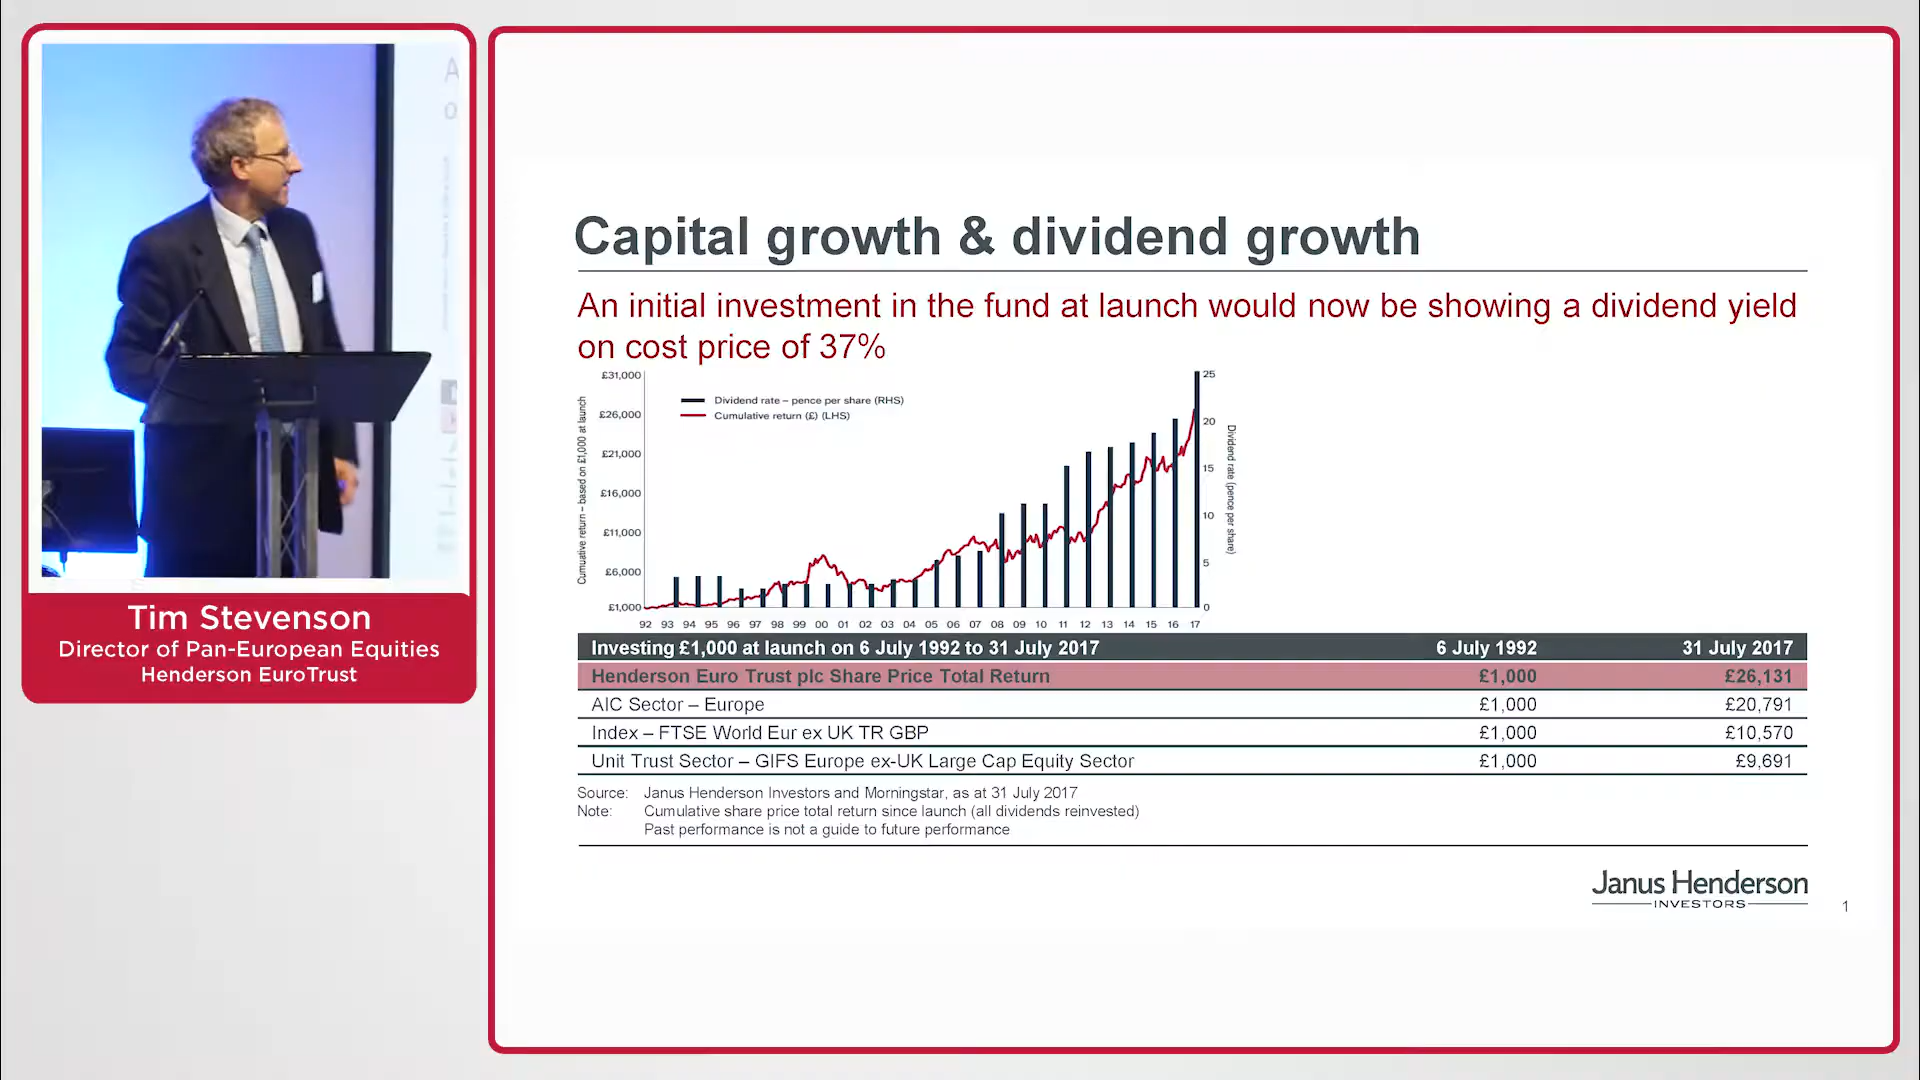 A
o
Tim Stevenson
Director of Pan-European Equities
Henderson EuroTrust
Capital growth & dividend growth
An initial investment in the fund at launch would now be showing a dividend yield
on cost price of 37%
Cumulative return – based on £1,000 at launch
£31,000
£26,000
£21,000
£16,000
£11,000
£6,000
£1,000
Dividend rate – pence per share (RHS)
Cumulative return (£) (LHS)
25
20
15
10
5
0
Dividend rate (pence per share)
92 93 94 95 96 97 98 99 00 01 02 03 04 05 06 07 08 09 10 11 12 13 14 15 16 17
Investing £1,000 at launch on 6 July 1992 to 31 July 2017 6 July 1992 31 July 2017
Henderson Euro Trust plc Share Price Total Return £1,000 £26,131
AIC Sector – Europe £1,000 £20,791
Index – FTSE World Eur ex UK TR GBP £1,000 £10,570
Unit Trust Sector – GIFS Europe ex-UK Large Cap Equity Sector £1,000 £9,691
Source: Janus Henderson Investors and Morningstar, as at 31 July 2017
Note: Cumulative share price total return since launch (all dividends reinvested)
Past performance is not a guide to future performance
Janus Henderson
INVESTORS
1